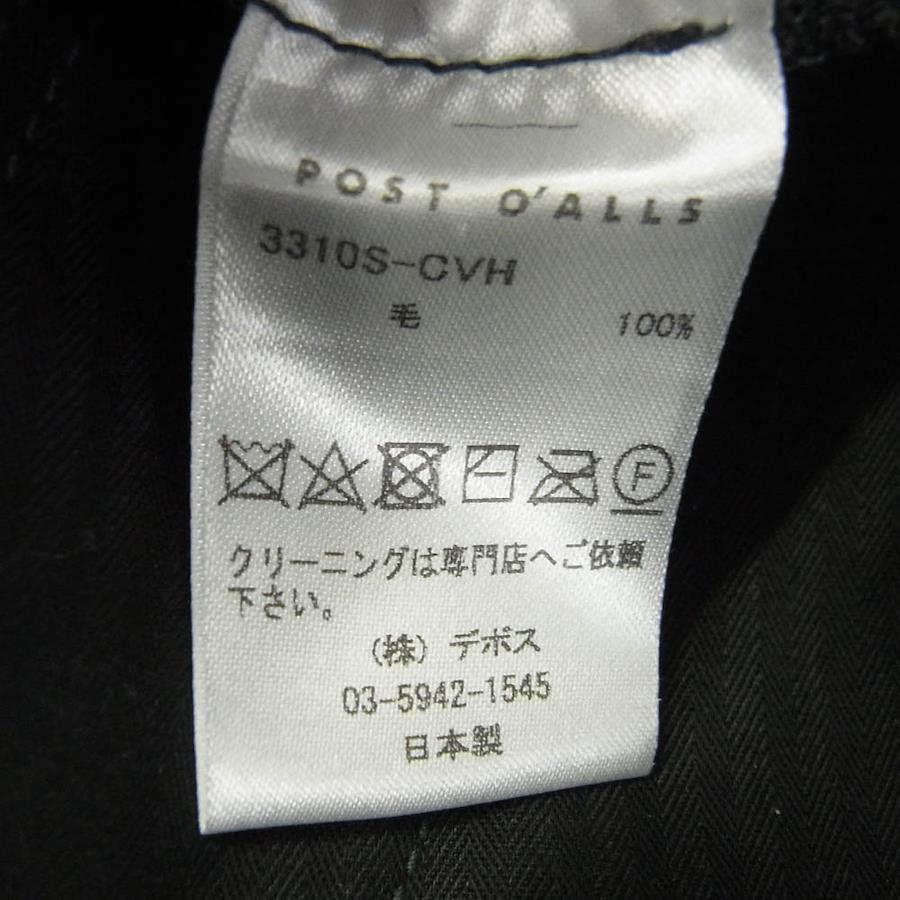 POST O'ALLS
3310S-CVH
毛 100%
F
クリーニングは専門店へご依頼
下さい。
(株) デポス
03-5942-1545
日本製